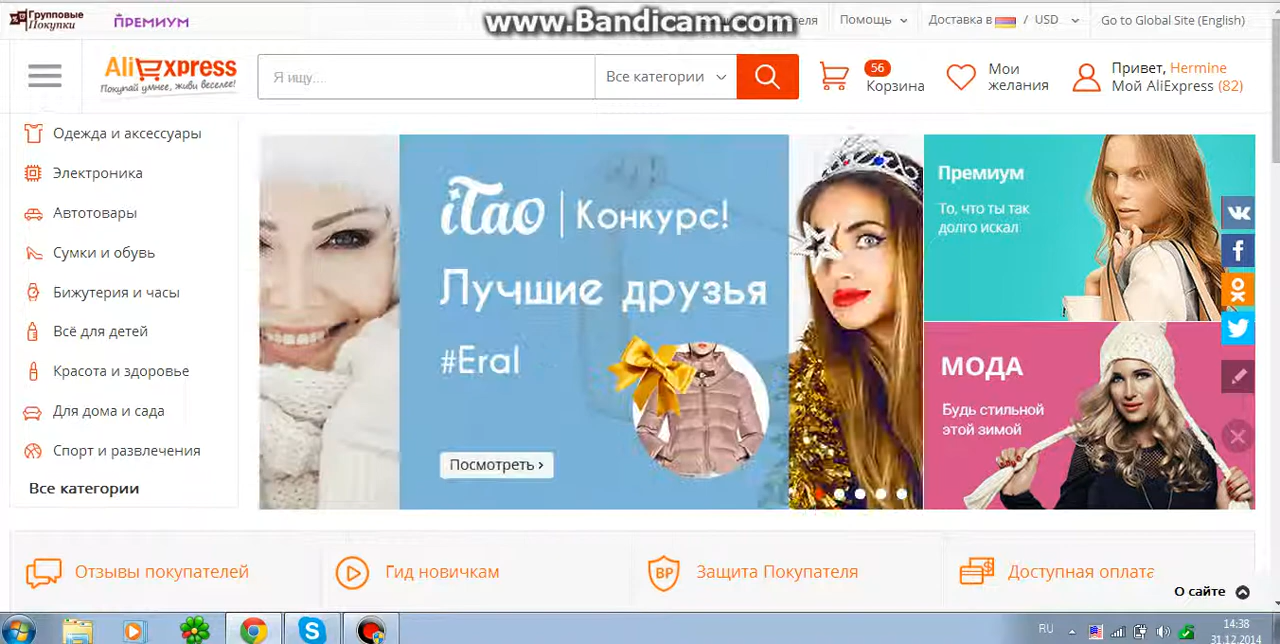 Групповые
Покупки
ПРЕМИУМ
www.Bandicam.com
Помощь
Доставка в / USD
Go to Global Site (English)
AliExpress
Покупай умнее, живи веселее!
Я ищу....
Все категории
56
Корзина
Мои
желания
Привет, Hermine
Мой AliExpress (82)
Одежда и аксессуары
Электроника
Автотовары
Сумки и обувь
Бижутерия и часы
Всё для детей
Красота и здоровье
Для дома и сада
Спорт и развлечения
Все категории
iTao | Конкурс!
Лучшие друзья
#Eral
Посмотреть ›
Премиум
То, что ты так
долго искал
МОДА
Будь стильной
этой зимой
Отзывы покупателей
Гид новичкам
BP
Защита Покупателя
Доступная оплата
О сайте
RU
14:38
31.12.2014